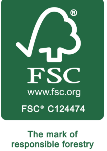 FSC
www.fsc.org
FSC® C124474
The mark of
responsible forestry